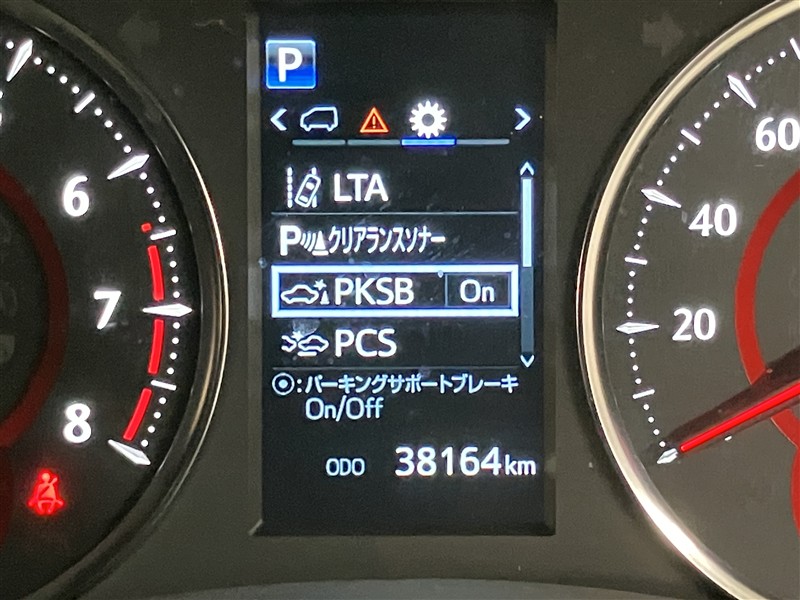 P
LTA
P クリアランスソナー
PKSB On
PCS
◎:パーキングサポートブレーキ
On/Off
ODO 38164km
6
7
8
60
40
20